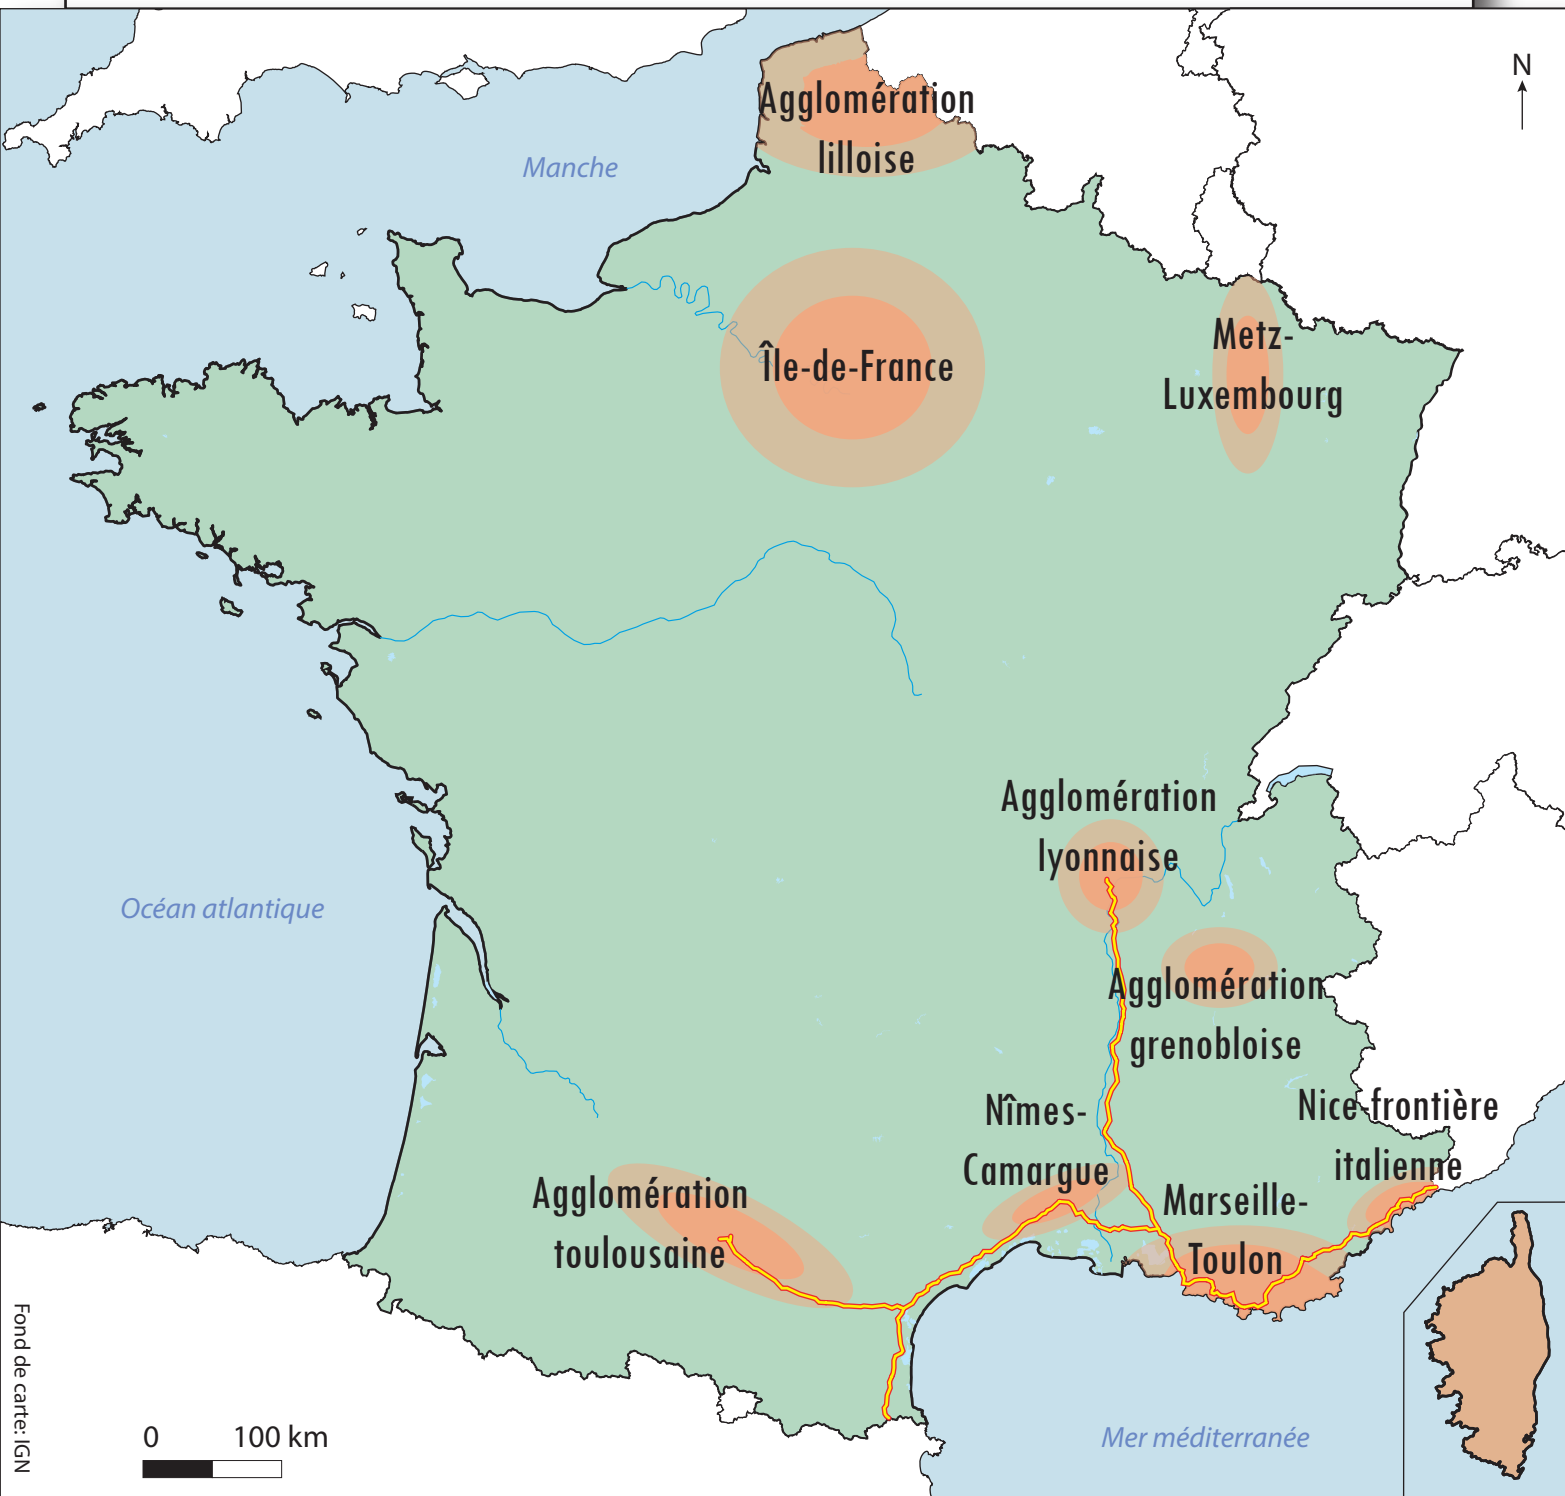 N
Agglomération
lilloise
Manche
Île-de-France
Metz-
Luxembourg
Agglomération
lyonnaise
Océan atlantique
Agglomération
grenobloise
Nîmes-
Camargue
Nice-frontière
italienne
Agglomération
toulousaine
Marseille-
Toulon
Mer méditerranée
0 100 km
Fond de carte: IGN